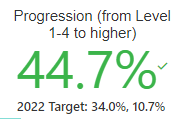 Progression (from Level
1-4 to higher)
44.7%✓
2022 Target: 34.0%, 10.7%